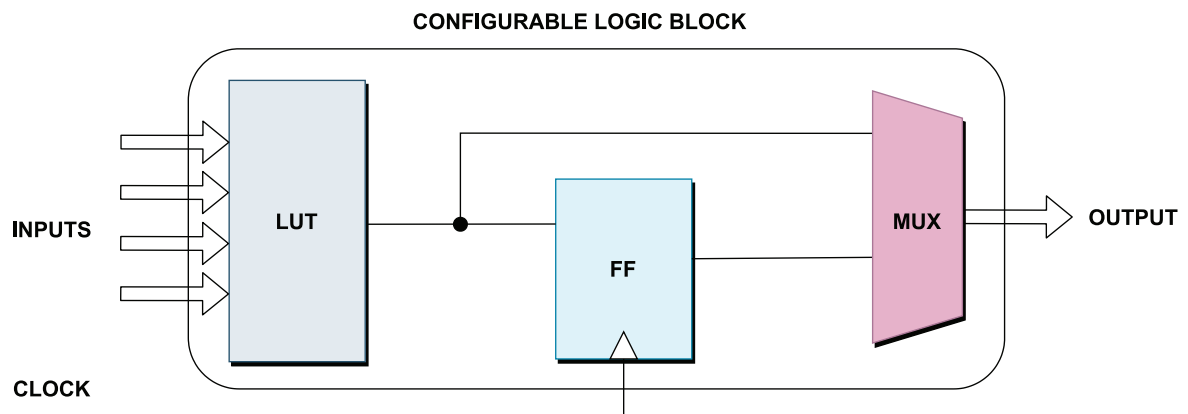 CONFIGURABLE LOGIC BLOCK
INPUTS
LUT
FF
MUX
OUTPUT
CLOCK